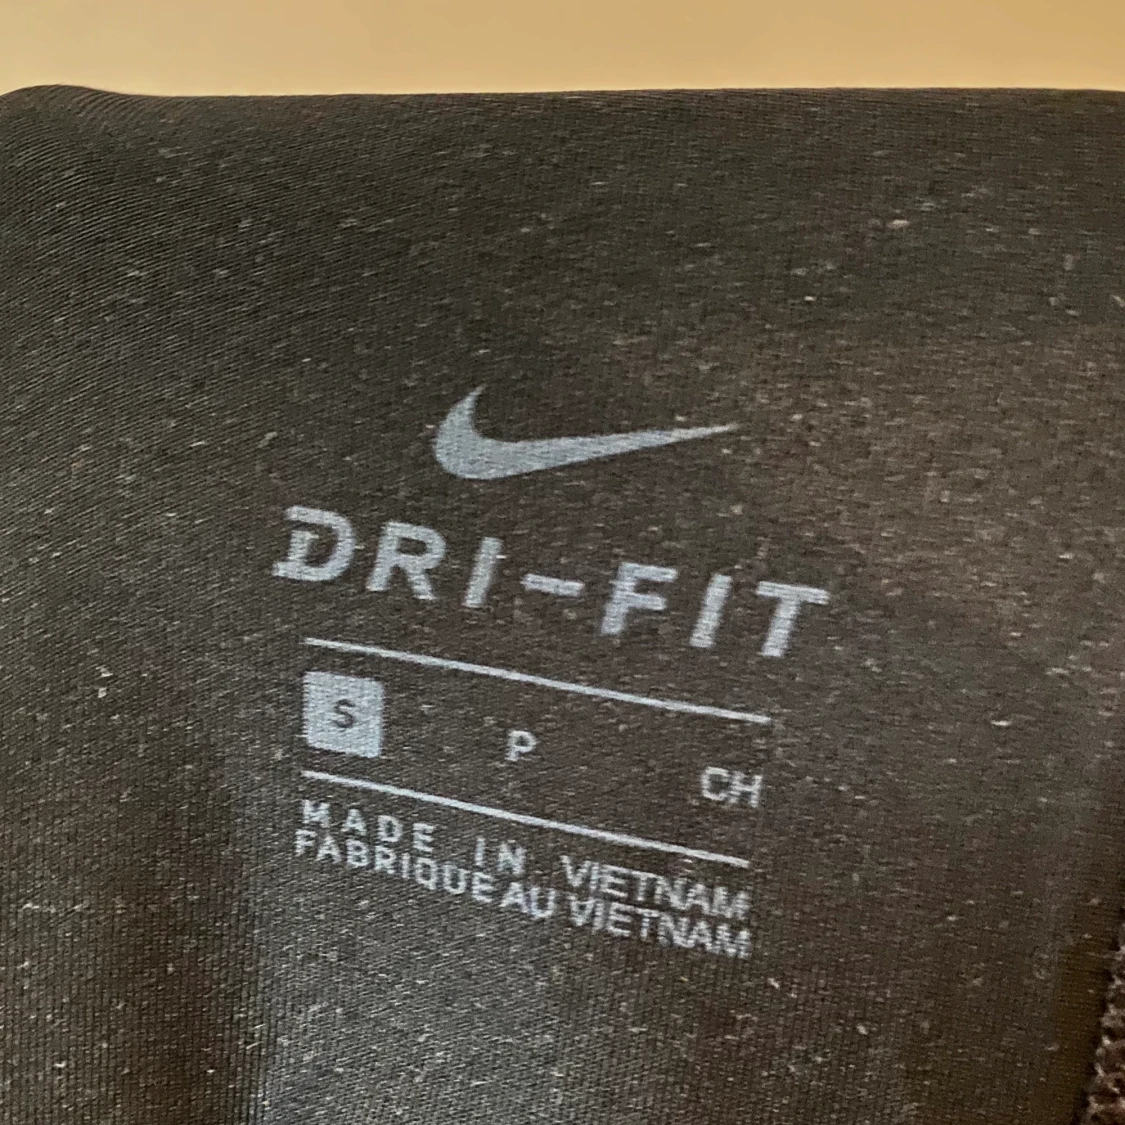 DRI-FIT
S P CH
MADE IN VIETNAM
FABRIQUE AU VIETNAM